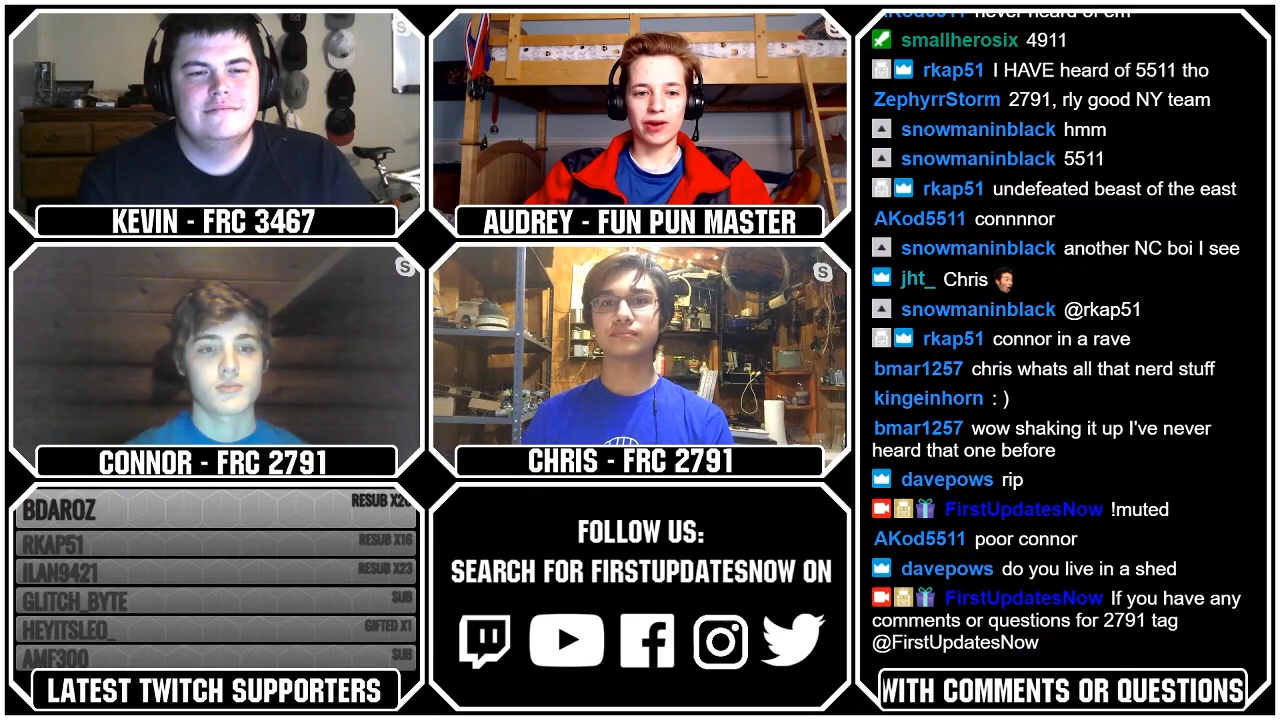 KEVIN - FRC 3467
AUDREY - FUN PUN MASTER
CONNOR - FRC 2791
CHRIS - FRC 2791
BDAROZ
RKAP51 RESUB X16
ILAN9421 RESUB X23
GLITCH_BYTE SUB
HEYITSLEO_ GIFTED X1
AMF300 SUB
LATEST TWITCH SUPPORTERS
FOLLOW US:
SEARCH FOR FIRSTUPDATESNOW ON
smallherosix 4911
rkap51 I HAVE heard of 5511 tho
ZephyrrStorm 2791, rly good NY team
snowmaninblack hmm
snowmaninblack 5511
rkap51 undefeated beast of the east
AKod5511 connnnor
snowmaninblack another NC boi I see
jht_ Chris
snowmaninblack @rkap51
rkap51 connor in a rave
bmar1257 chris whats all that nerd stuff
kingeinhorn : )
bmar1257 wow shaking it up I've never
heard that one before
davepows rip
FirstUpdatesNow !muted
AKod5511 poor connor
davepows do you live in a shed
FirstUpdatesNow If you have any
comments or questions for 2791 tag
@FirstUpdatesNow
WITH COMMENTS OR QUESTIONS